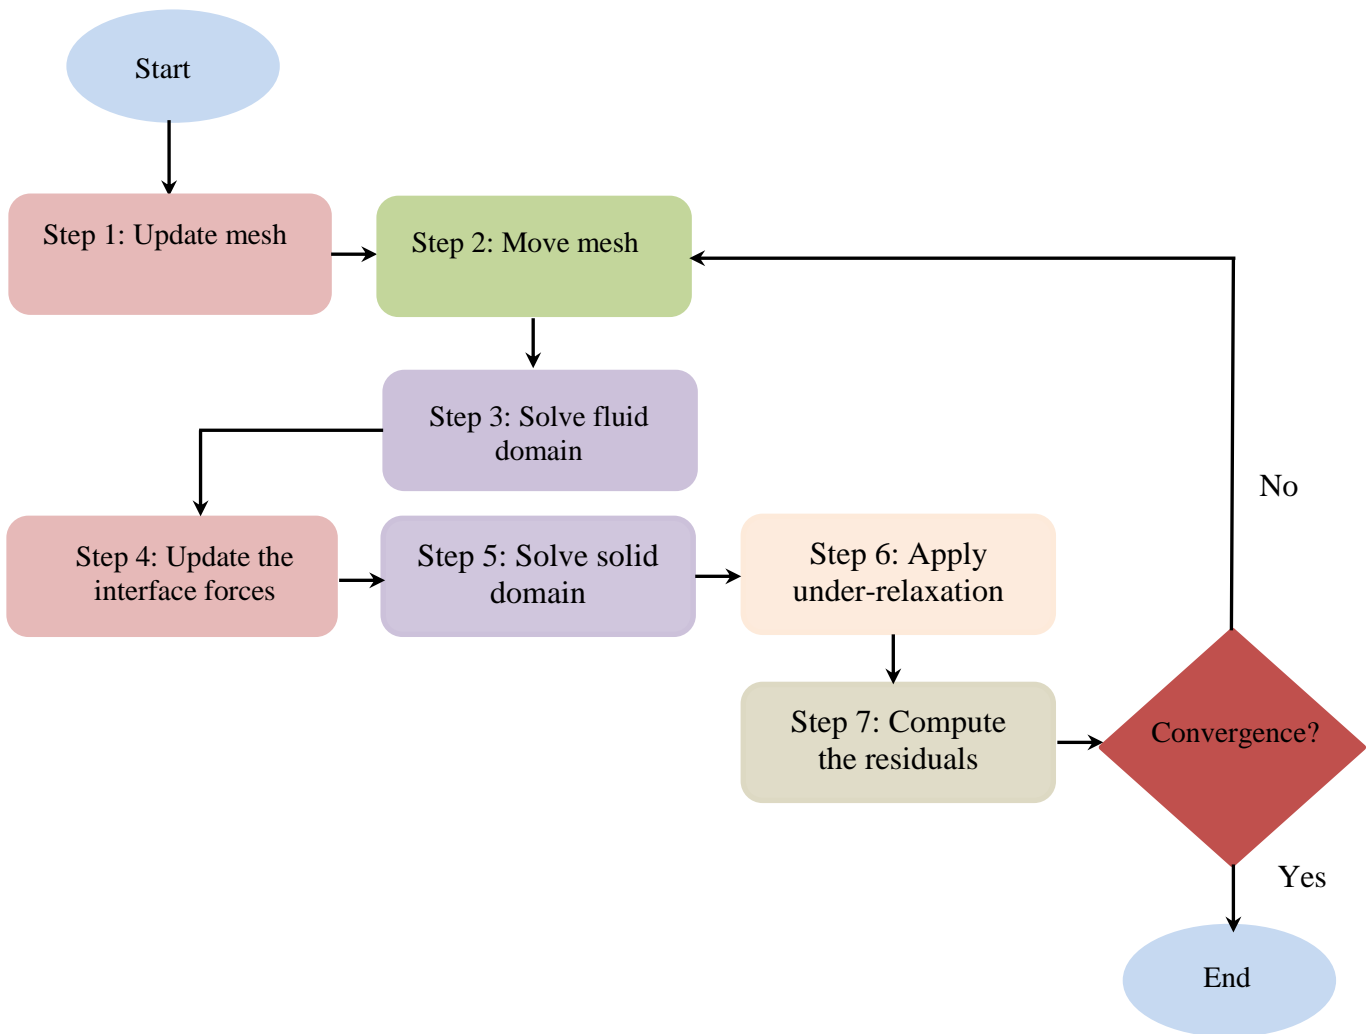 Start
Step 1: Update mesh
Step 2: Move mesh
Step 3: Solve fluid
domain
Step 4: Update the
interface forces
Step 5: Solve solid
domain
Step 6: Apply
under-relaxation
Step 7: Compute
the residuals
Convergence?
No
Yes
End